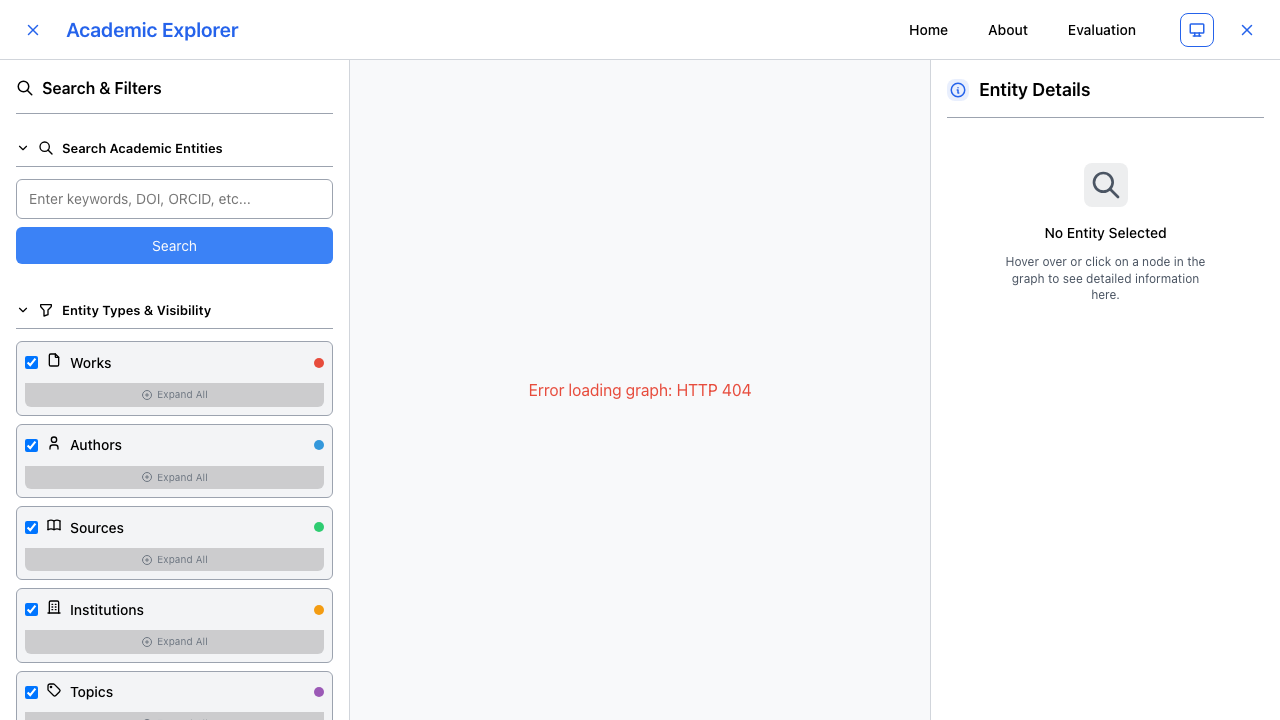 Academic Explorer
Home
About
Evaluation
Search & Filters
Search Academic Entities
Enter keywords, DOI, ORCID, etc...
Search
Entity Types & Visibility
Works
Expand All
Authors
Expand All
Sources
Expand All
Institutions
Expand All
Topics
Error loading graph: HTTP 404
Entity Details
No Entity Selected
Hover over or click on a node in the
graph to see detailed information
here.